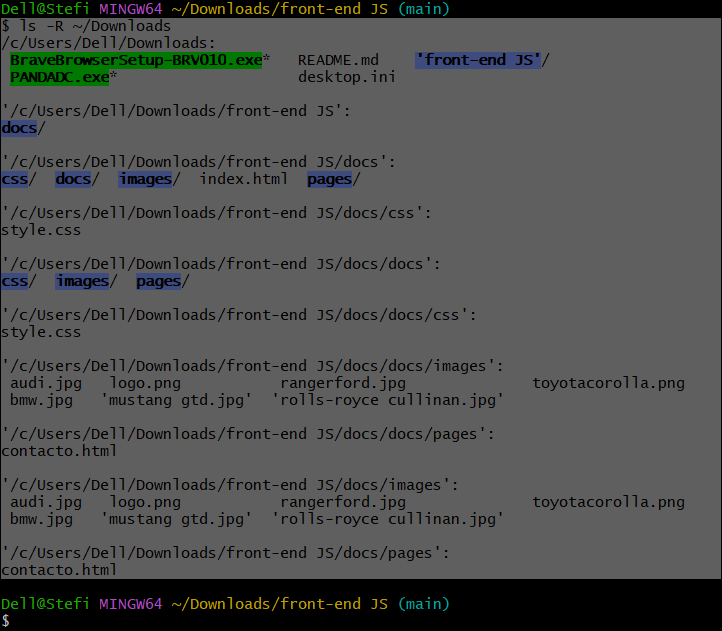 Dell@Stefi MINGW64 ~/Downloads/front-end JS (main)
$ ls -R ~/Downloads
/c/Users/Dell/Downloads:
 BraveBrowserSetup-BRV010.exe*   README.md    'front-end JS'/
 PANDADC.exe*                    desktop.ini

'/c/Users/Dell/Downloads/front-end JS':
docs/

'/c/Users/Dell/Downloads/front-end JS/docs':
css/  docs/  images/  index.html  pages/

'/c/Users/Dell/Downloads/front-end JS/docs/css':
style.css

'/c/Users/Dell/Downloads/front-end JS/docs/docs':
css/  images/  pages/

'/c/Users/Dell/Downloads/front-end JS/docs/docs/css':
style.css

'/c/Users/Dell/Downloads/front-end JS/docs/docs/images':
 audi.jpg   logo.png           rangerford.jpg              toyotacorolla.png
 bmw.jpg   'mustang gtd.jpg'  'rolls-royce cullinan.jpg'

'/c/Users/Dell/Downloads/front-end JS/docs/docs/pages':
contacto.html

'/c/Users/Dell/Downloads/front-end JS/docs/images':
 audi.jpg   logo.png           rangerford.jpg              toyotacorolla.png
 bmw.jpg   'mustang gtd.jpg'  'rolls-royce cullinan.jpg'

'/c/Users/Dell/Downloads/front-end JS/docs/pages':
contacto.html

Dell@Stefi MINGW64 ~/Downloads/front-end JS (main)
$